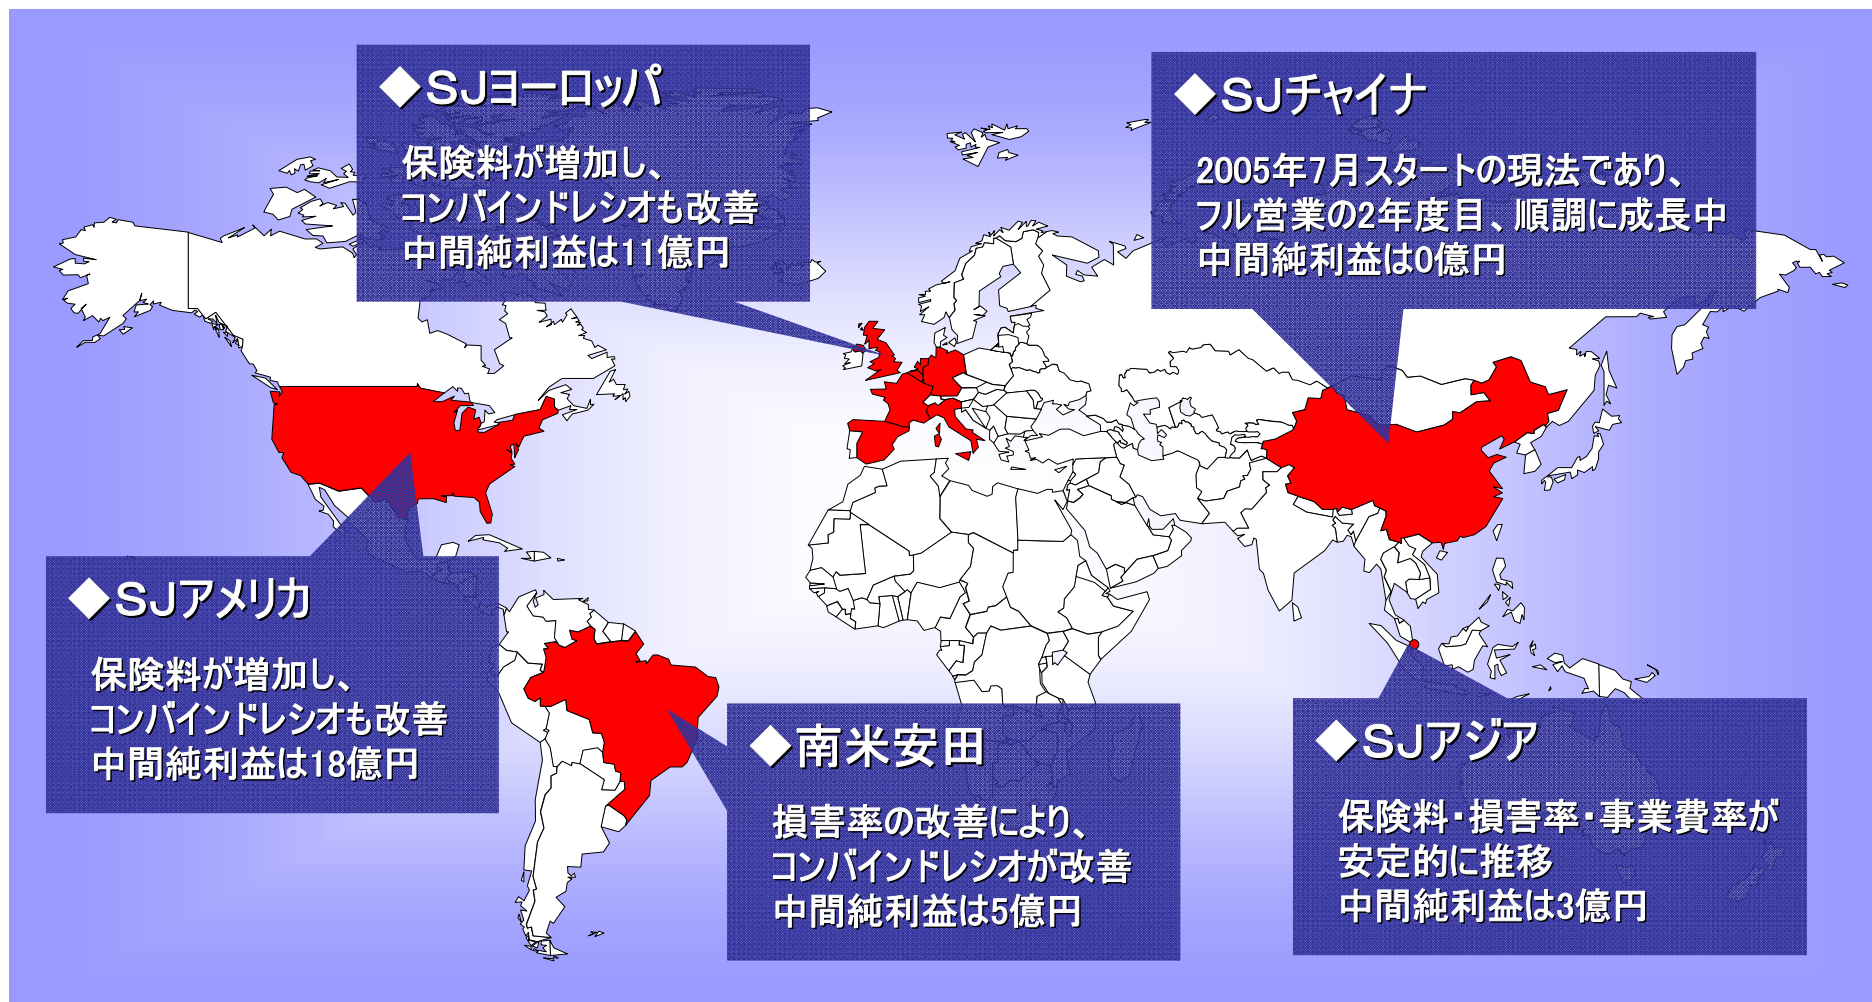 ◆ＳＪヨーロッパ
保険料が増加し、
コンバインドレシオも改善
中間純利益は11億円
◆ＳＪチャイナ
2005年7月スタートの現法であり、
フル営業の2年度目、順調に成長中
中間純利益は0億円
◆ＳＪアメリカ
保険料が増加し、
コンバインドレシオも改善
中間純利益は18億円
◆南米安田
損害率の改善により、
コンバインドレシオが改善
中間純利益は5億円
◆ＳＪアジア
保険料・損害率・事業費率が
安定的に推移
中間純利益は3億円